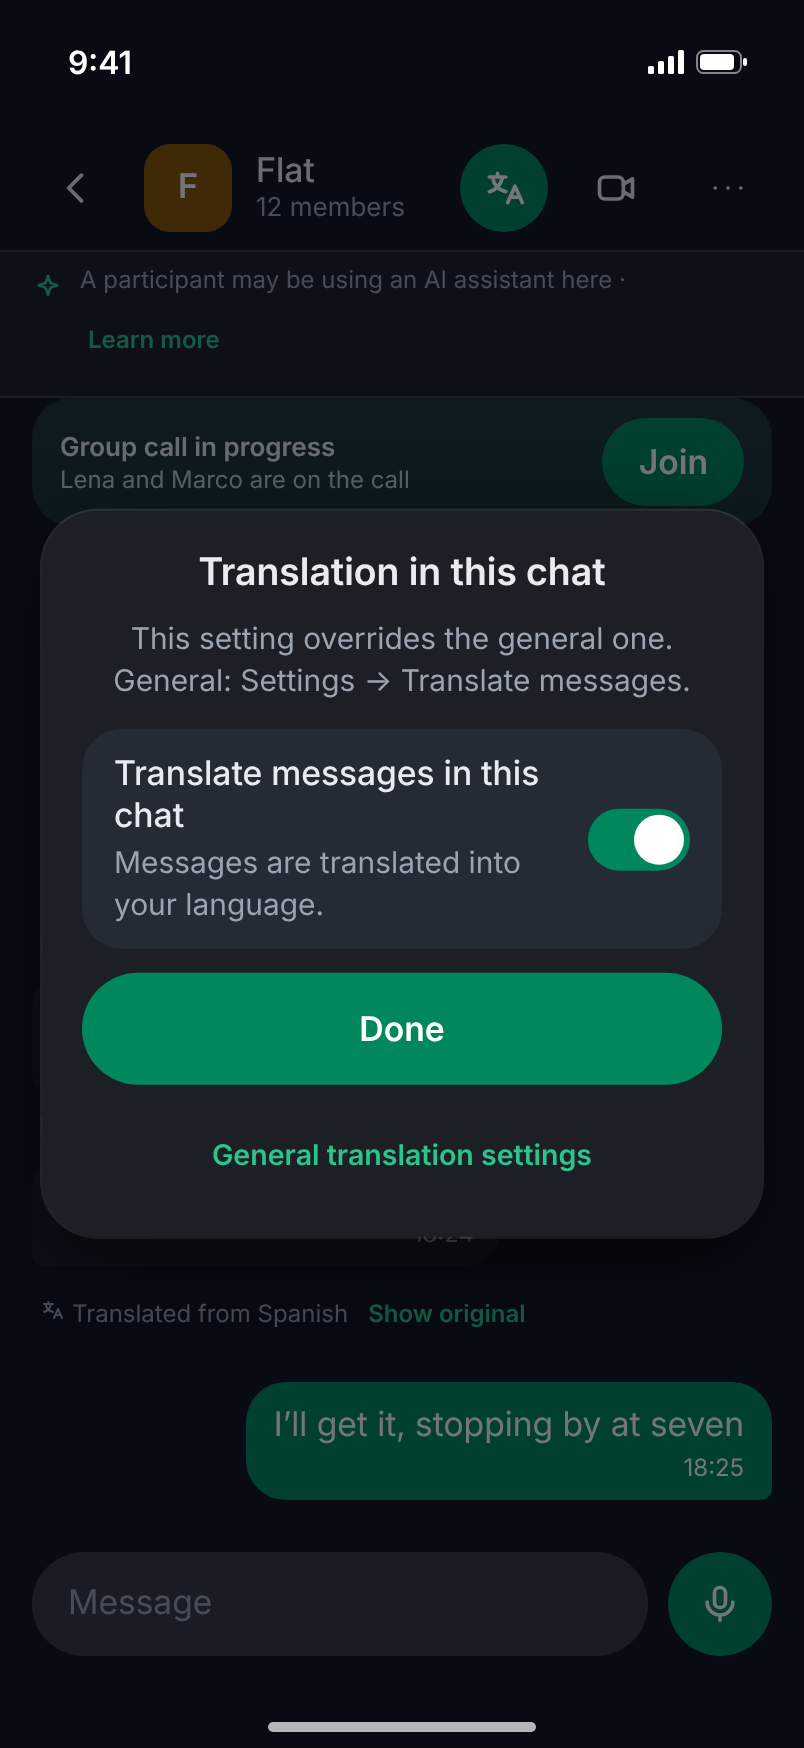 9:41
F
Flat
12 members
A participant may be using an AI assistant here ·
Learn more
Group call in progress
Lena and Marco are on the call
Join
Translation in this chat
This setting overrides the general one.
General: Settings → Translate messages.
Translate messages in this
chat
Messages are translated into
your language.
Done
General translation settings
Translated from Spanish Show original
I’ll get it, stopping by at seven
18:25
Message